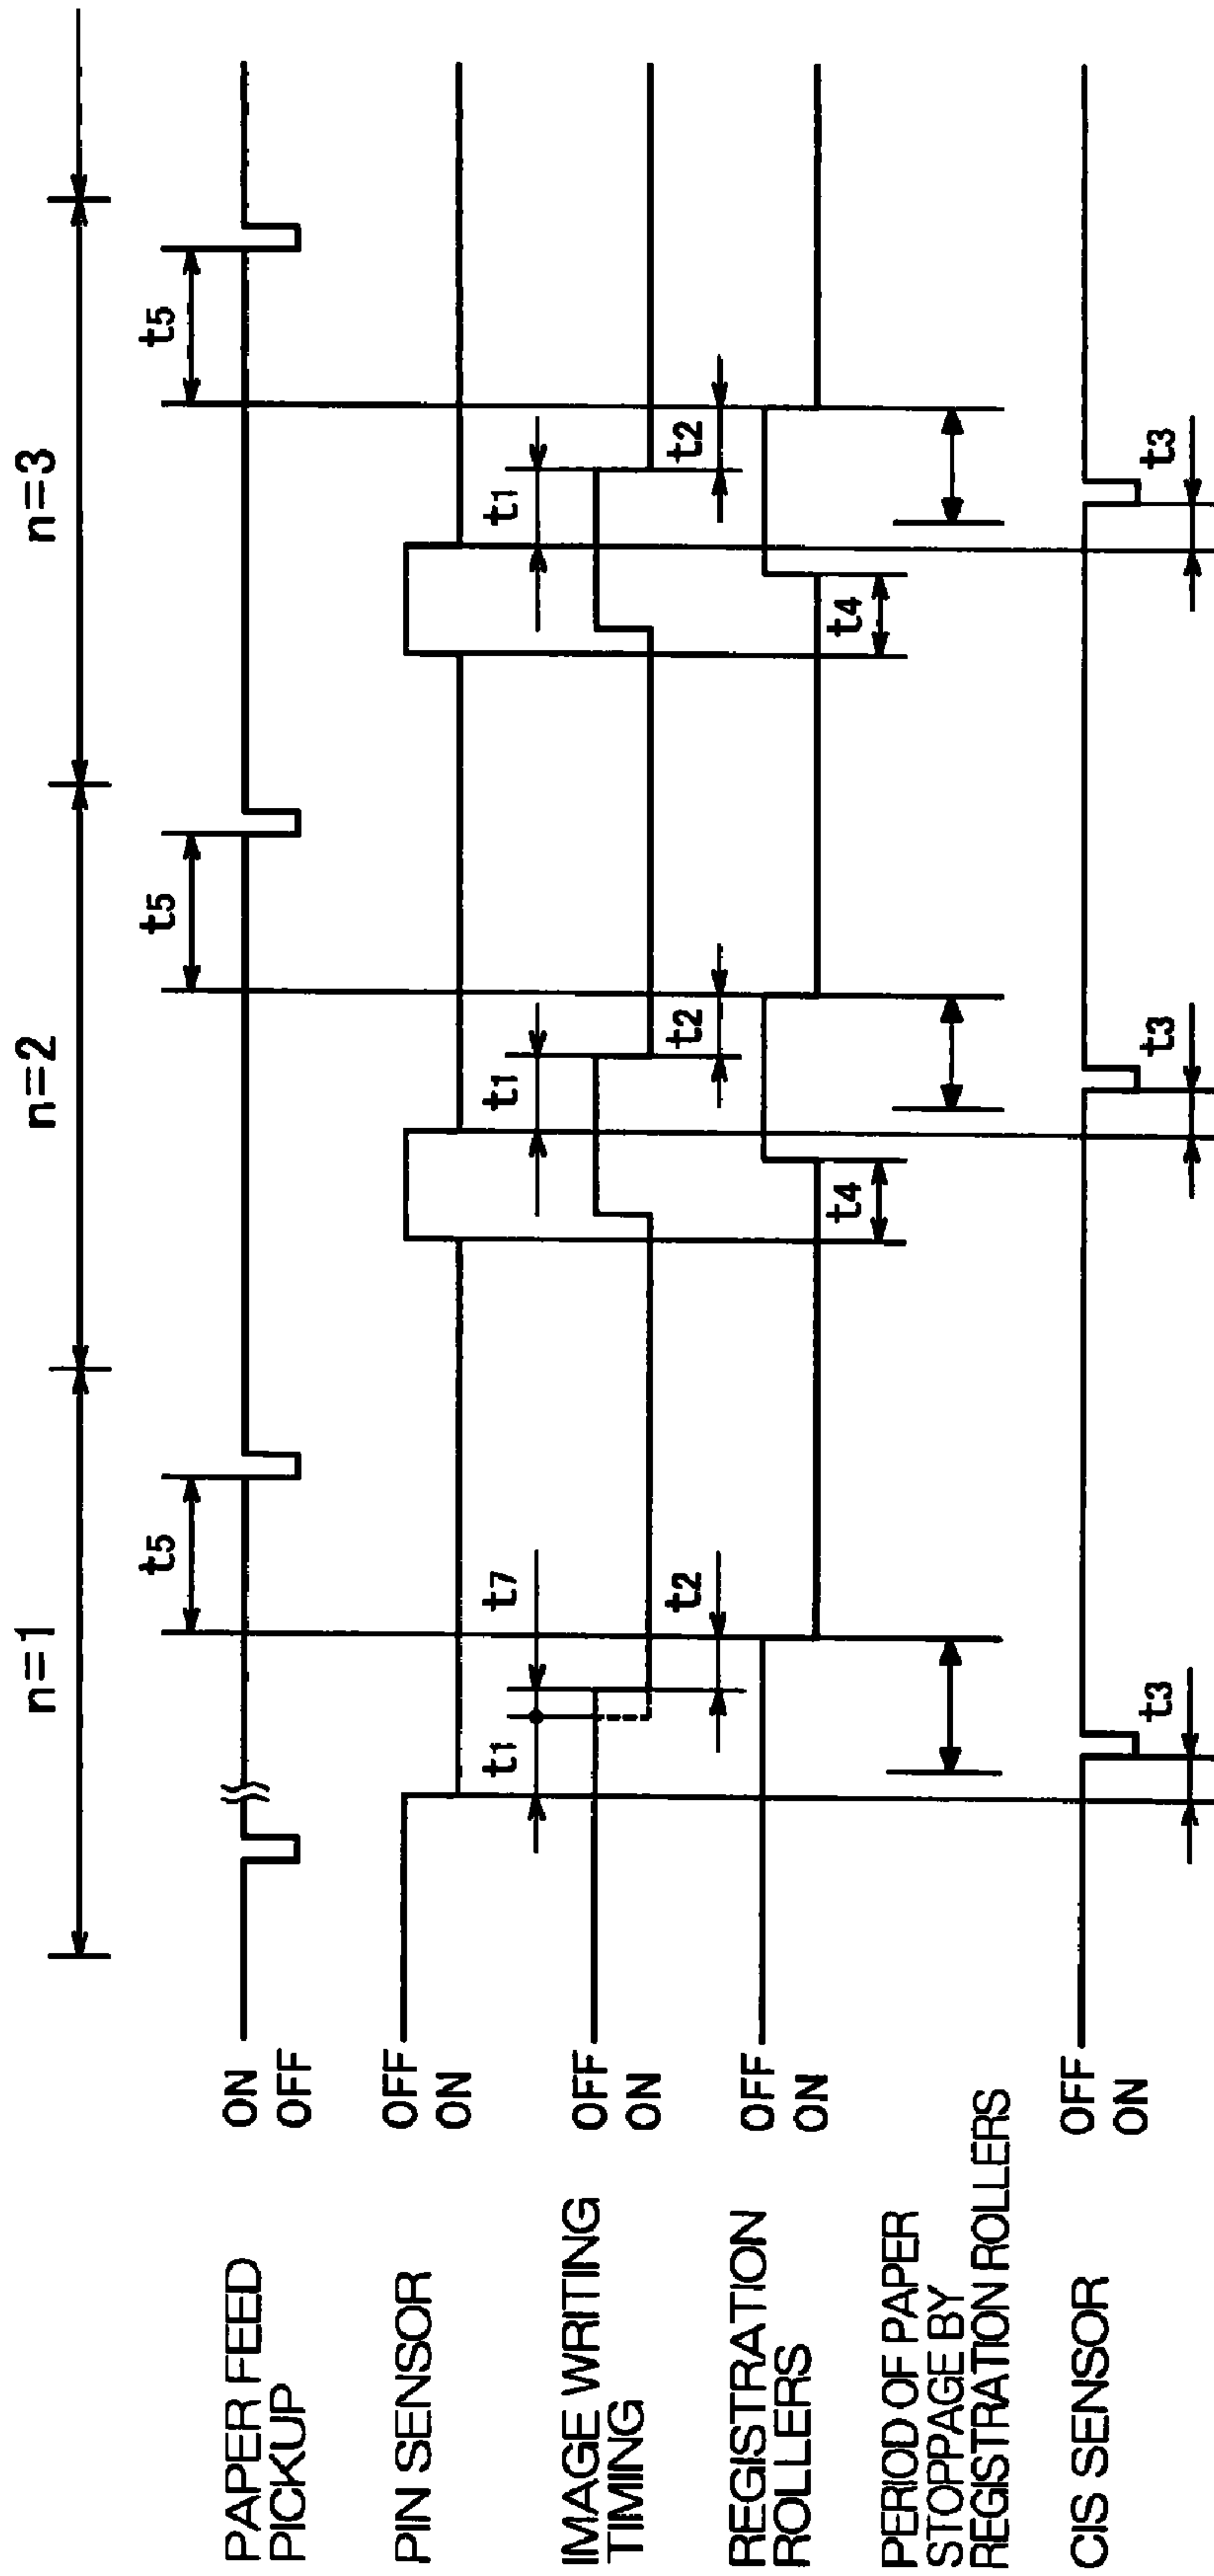 n=1 n=2 n=3
t5 t5 t5
PAPER FEED
PICKUP
ON
OFF
PIN SENSOR
OFF
ON
t1 t7 t1 t1
IMAGE WRITING
TIMING
OFF
ON
t2 t2 t2
REGISTRATION
ROLLERS
OFF
ON
t4 t4
PERIOD OF PAPER
STOPPAGE BY
REGISTRATION ROLLERS
CIS SENSOR
OFF
ON
t3 t3 t3